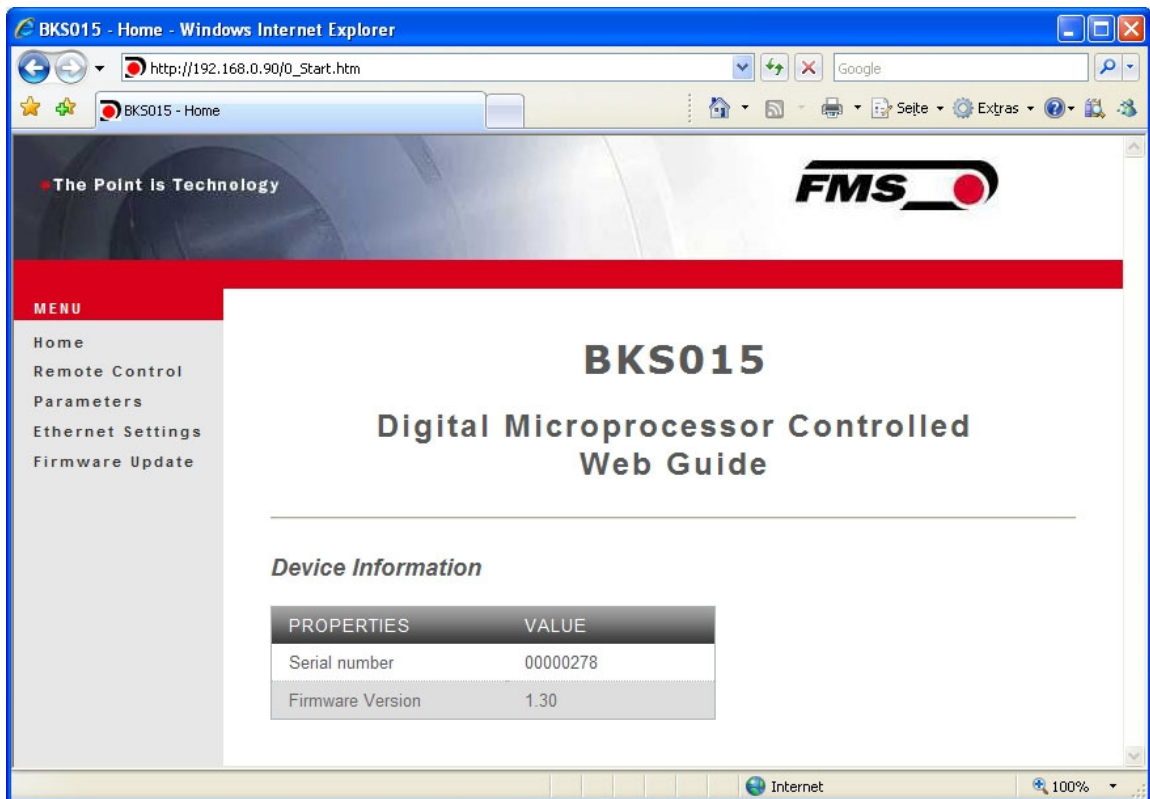 BKS015 - Home - Windows Internet Explorer
http://192.168.0.90/0_Start.htm
Google
BKS015 - Home
Seite
Extras
The Point is Technology
FMS
MENU
Home
Remote Control
Parameters
Ethernet Settings
Firmware Update
BKS015
Digital Microprocessor Controlled
Web Guide
Device Information
PROPERTIES VALUE
Serial number 00000278
Firmware Version 1.30
Internet
100%